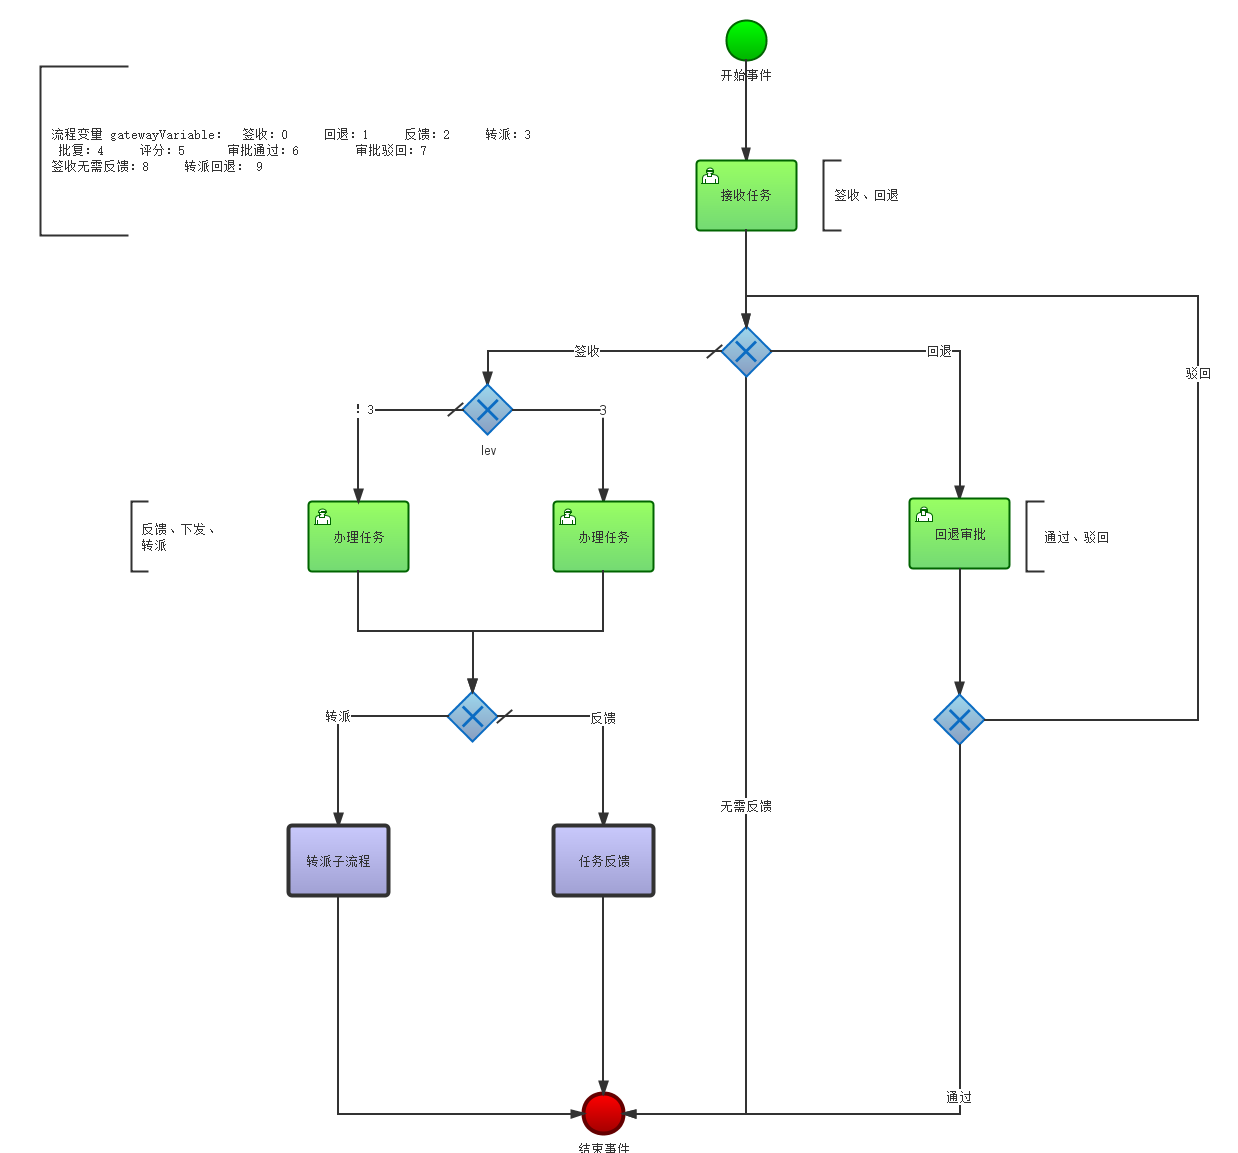 开始事件
流程变量 gatewayVariable: 签收:0 回退:1 反馈:2 转派:3
批复:4 评分:5 审批通过:6 审批驳回:7
签收无需反馈:8 转派回退: 9
接收任务
签收、回退
签收
回退
驳回
! 3
3
lev
反馈、下发、
转派
办理任务
办理任务
回退审批
通过、驳回
转派
反馈
无需反馈
转派子流程
任务反馈
通过
结束事件